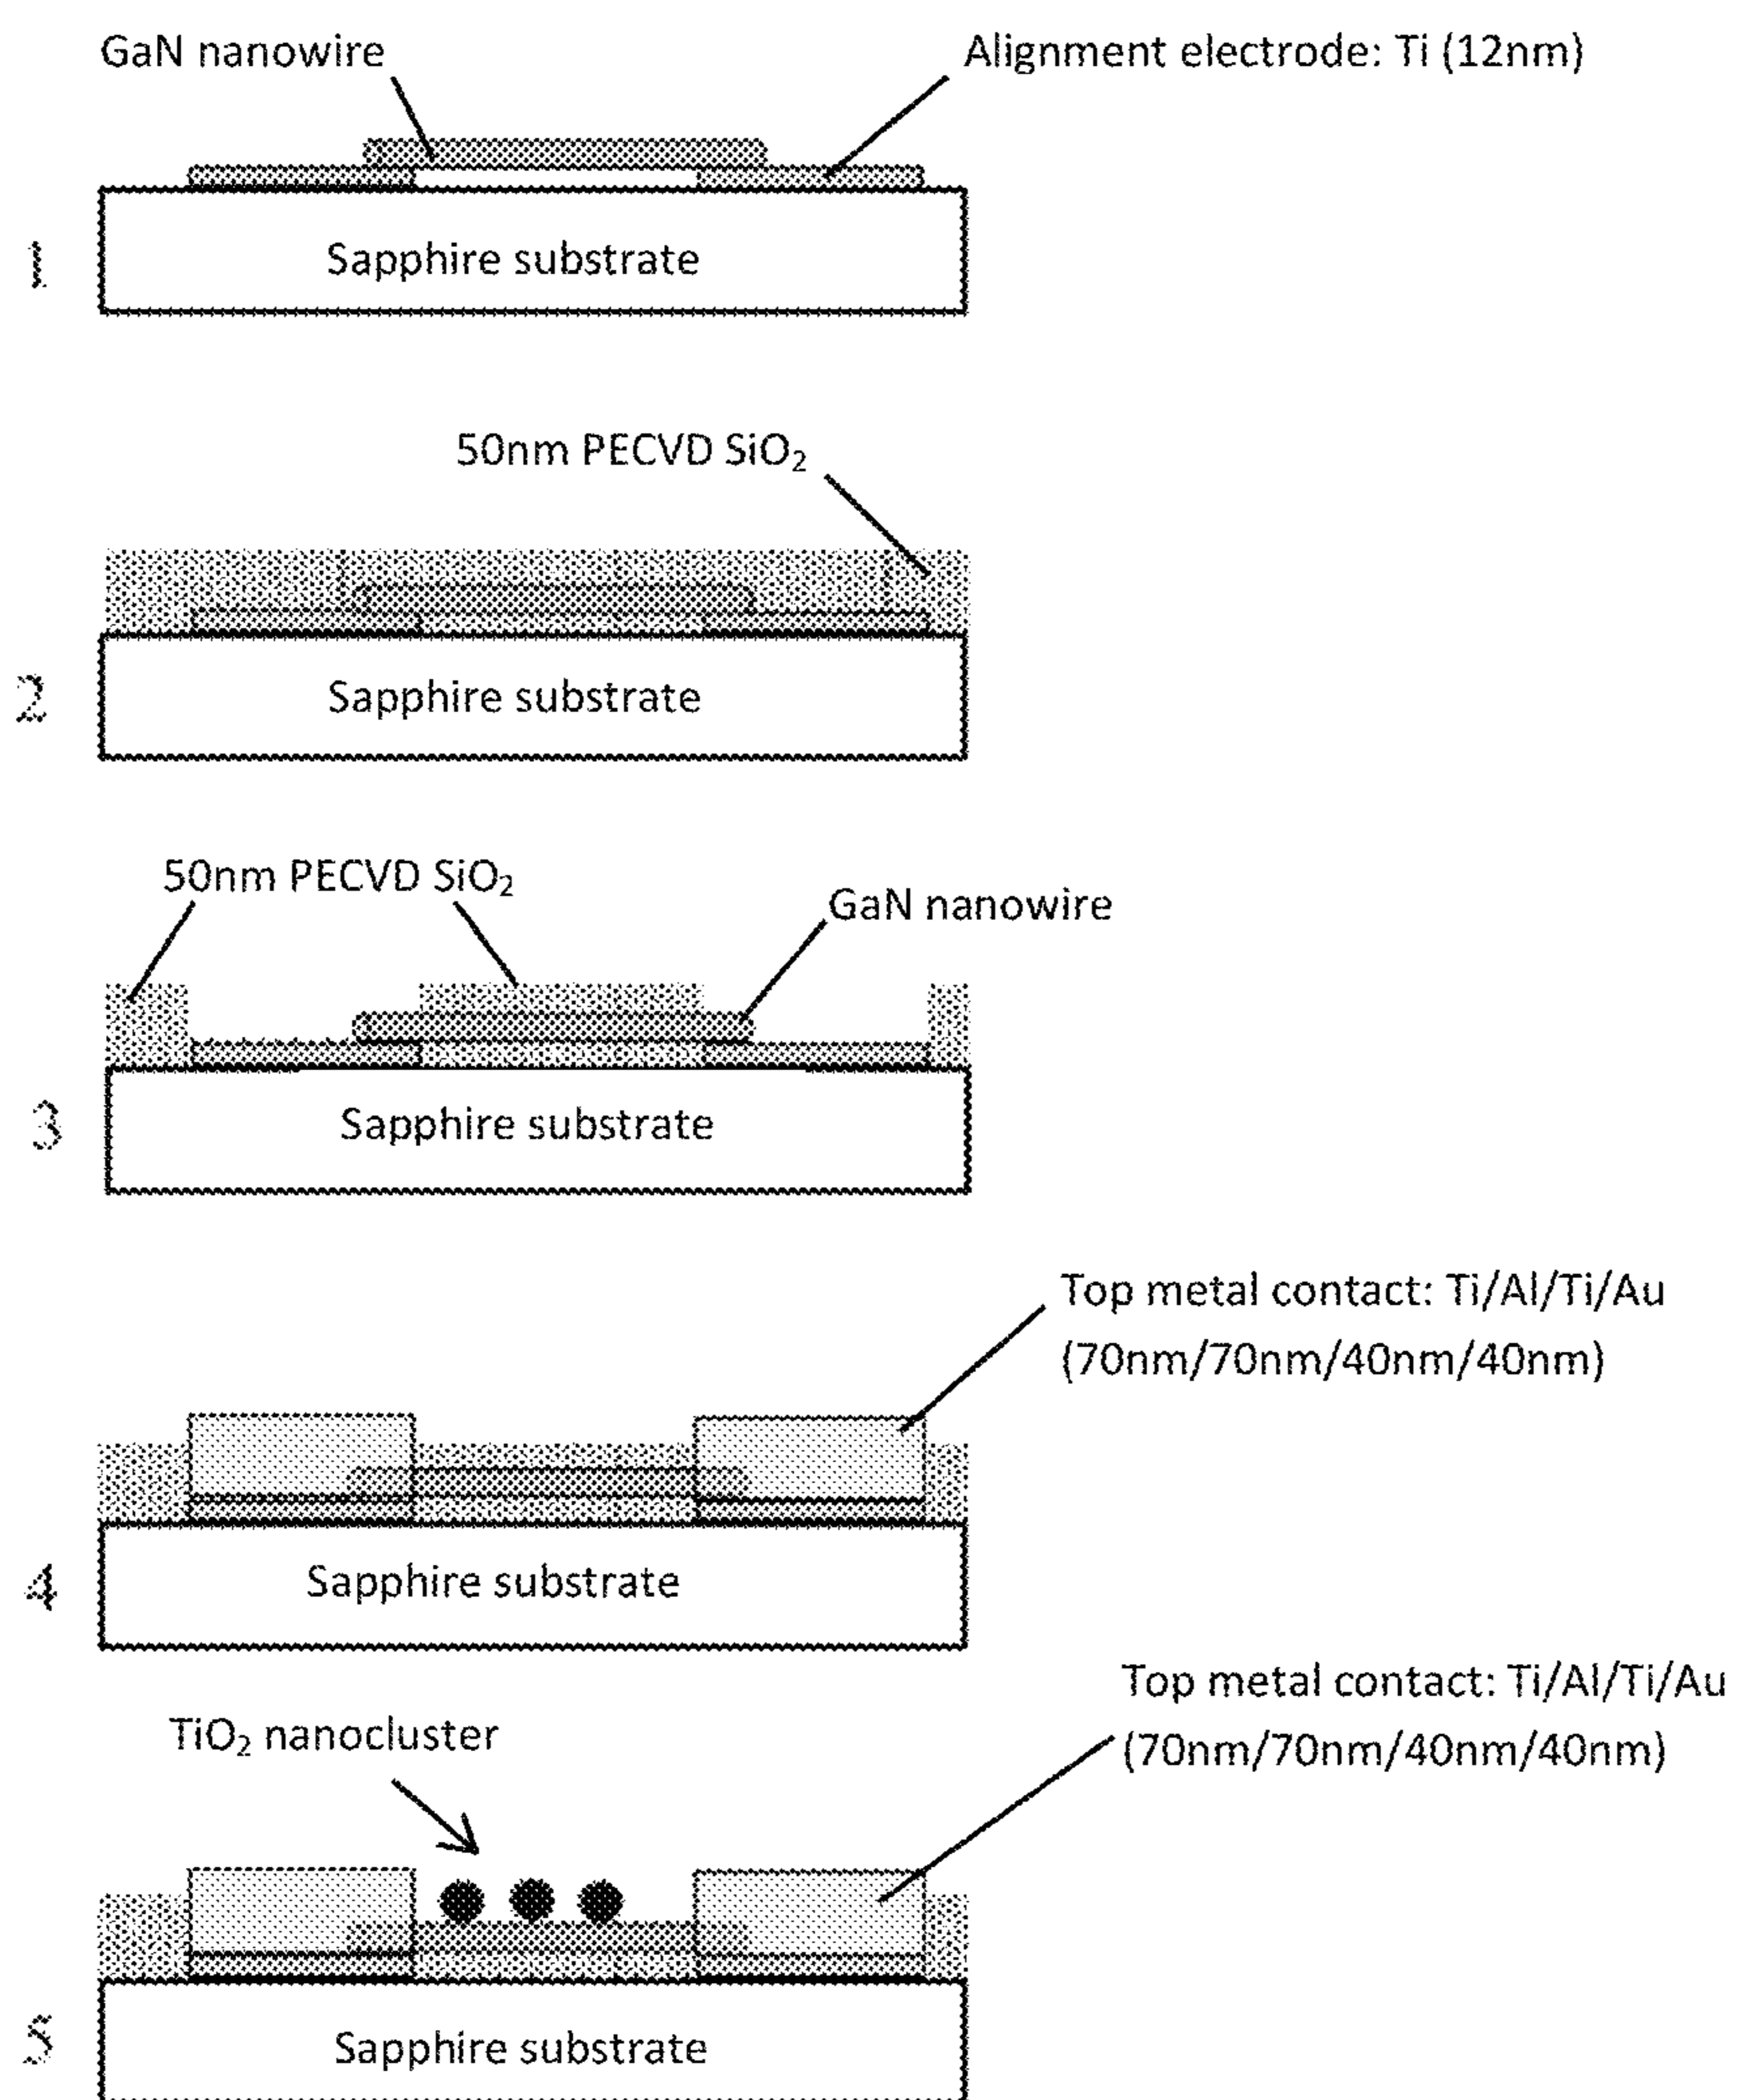 GaN nanowire
Alignment electrode: Ti (12nm)
1
Sapphire substrate
50nm PECVD SiO₂
2
Sapphire substrate
50nm PECVD SiO₂
GaN nanowire
3
Sapphire substrate
Top metal contact: Ti/Al/Ti/Au
(70nm/70nm/40nm/40nm)
4
Sapphire substrate
Top metal contact: Ti/Al/Ti/Au
(70nm/70nm/40nm/40nm)
TiO₂ nanocluster
5
Sapphire substrate